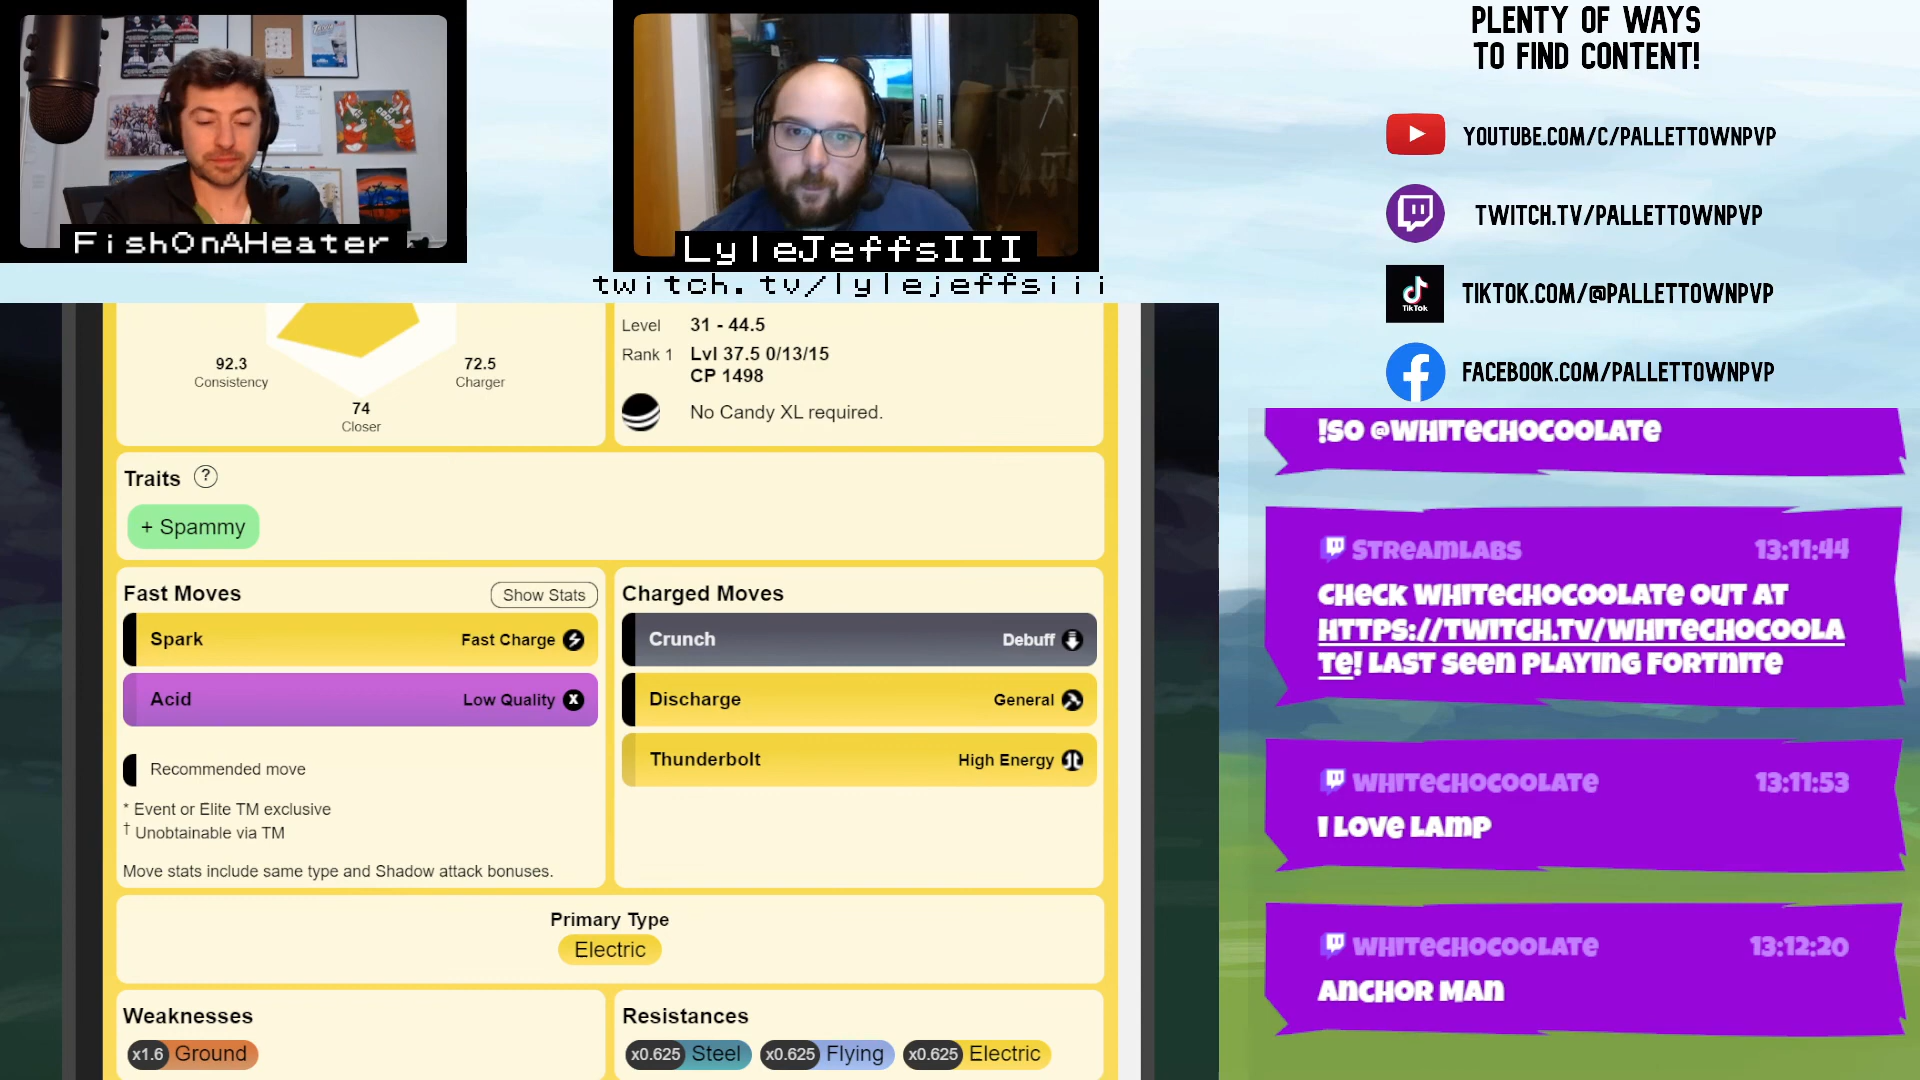 FishOnAHeater
LyleJeffsIII
twitch.tv/lylejeffsiii
PLENTY OF WAYS
TO FIND CONTENT!
YOUTUBE.COM/C/PALLETTOWNPVP
TWITCH.TV/PALLETTOWNPVP
TikTok
TIKTOK.COM/@PALLETTOWNPVP
FACEBOOK.COM/PALLETTOWNPVP
92.3
Consistency
72.5
Charger
74
Closer
Level 31 - 44.5
Rank 1 Lvl 37.5 0/13/15
CP 1498
No Candy XL required.
Traits ?
+ Spammy
Fast Moves Show Stats
Spark Fast Charge
Acid Low Quality
Recommended move
* Event or Elite TM exclusive
† Unobtainable via TM
Move stats include same type and Shadow attack bonuses.
Charged Moves
Crunch Debuff
Discharge General
Thunderbolt High Energy
Primary Type
Electric
Weaknesses
x1.6 Ground
Resistances
x0.625 Steel x0.625 Flying x0.625 Electric
!so @whitechocoolate
Streamlabs 13:11:44
Check whitechocoolate out at
https://twitch.tv/whitechocoola
te! Last seen playing Fortnite
whitechocoolate 13:11:53
I love lamp
whitechocoolate 13:12:20
Anchor man